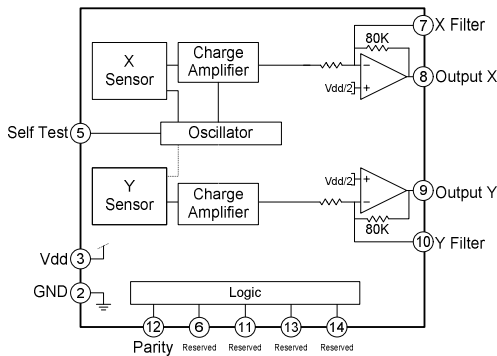 7 X Filter
X
Sensor
Charge
Amplifier
80K
−
Vdd/2
+
8 Output X
Self Test 5
Oscillator
Y
Sensor
Charge
Amplifier
Vdd/2
+
−
80K
9 Output Y
10 Y Filter
Vdd 3
GND 2
Logic
12 6 11 13 14
Parity Reserved Reserved Reserved Reserved